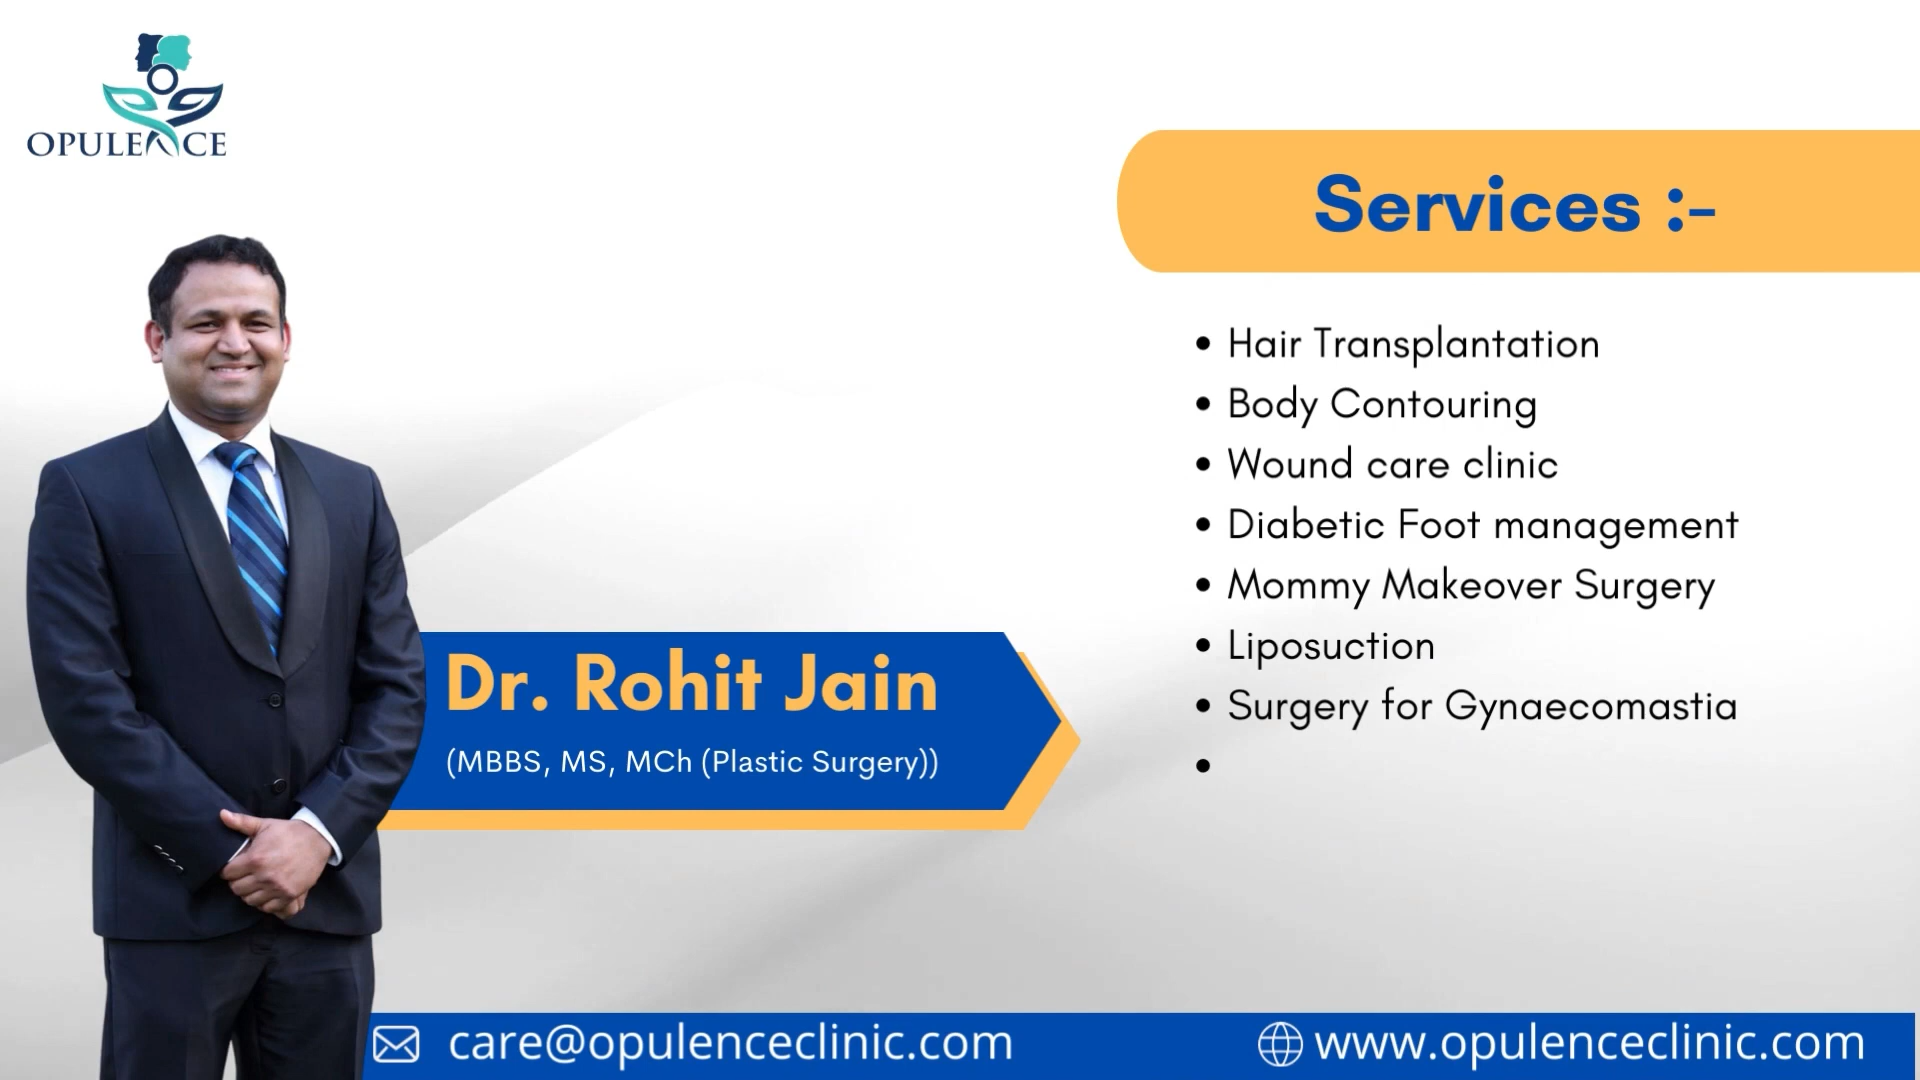 OPULENCE
Services :-
• Hair Transplantation
• Body Contouring
• Wound care clinic
• Diabetic Foot management
• Mommy Makeover Surgery
• Liposuction
• Surgery for Gynaecomastia
•
Dr. Rohit Jain
(MBBS, MS, MCh (Plastic Surgery))
care@opulenceclinic.com
www.opulenceclinic.com